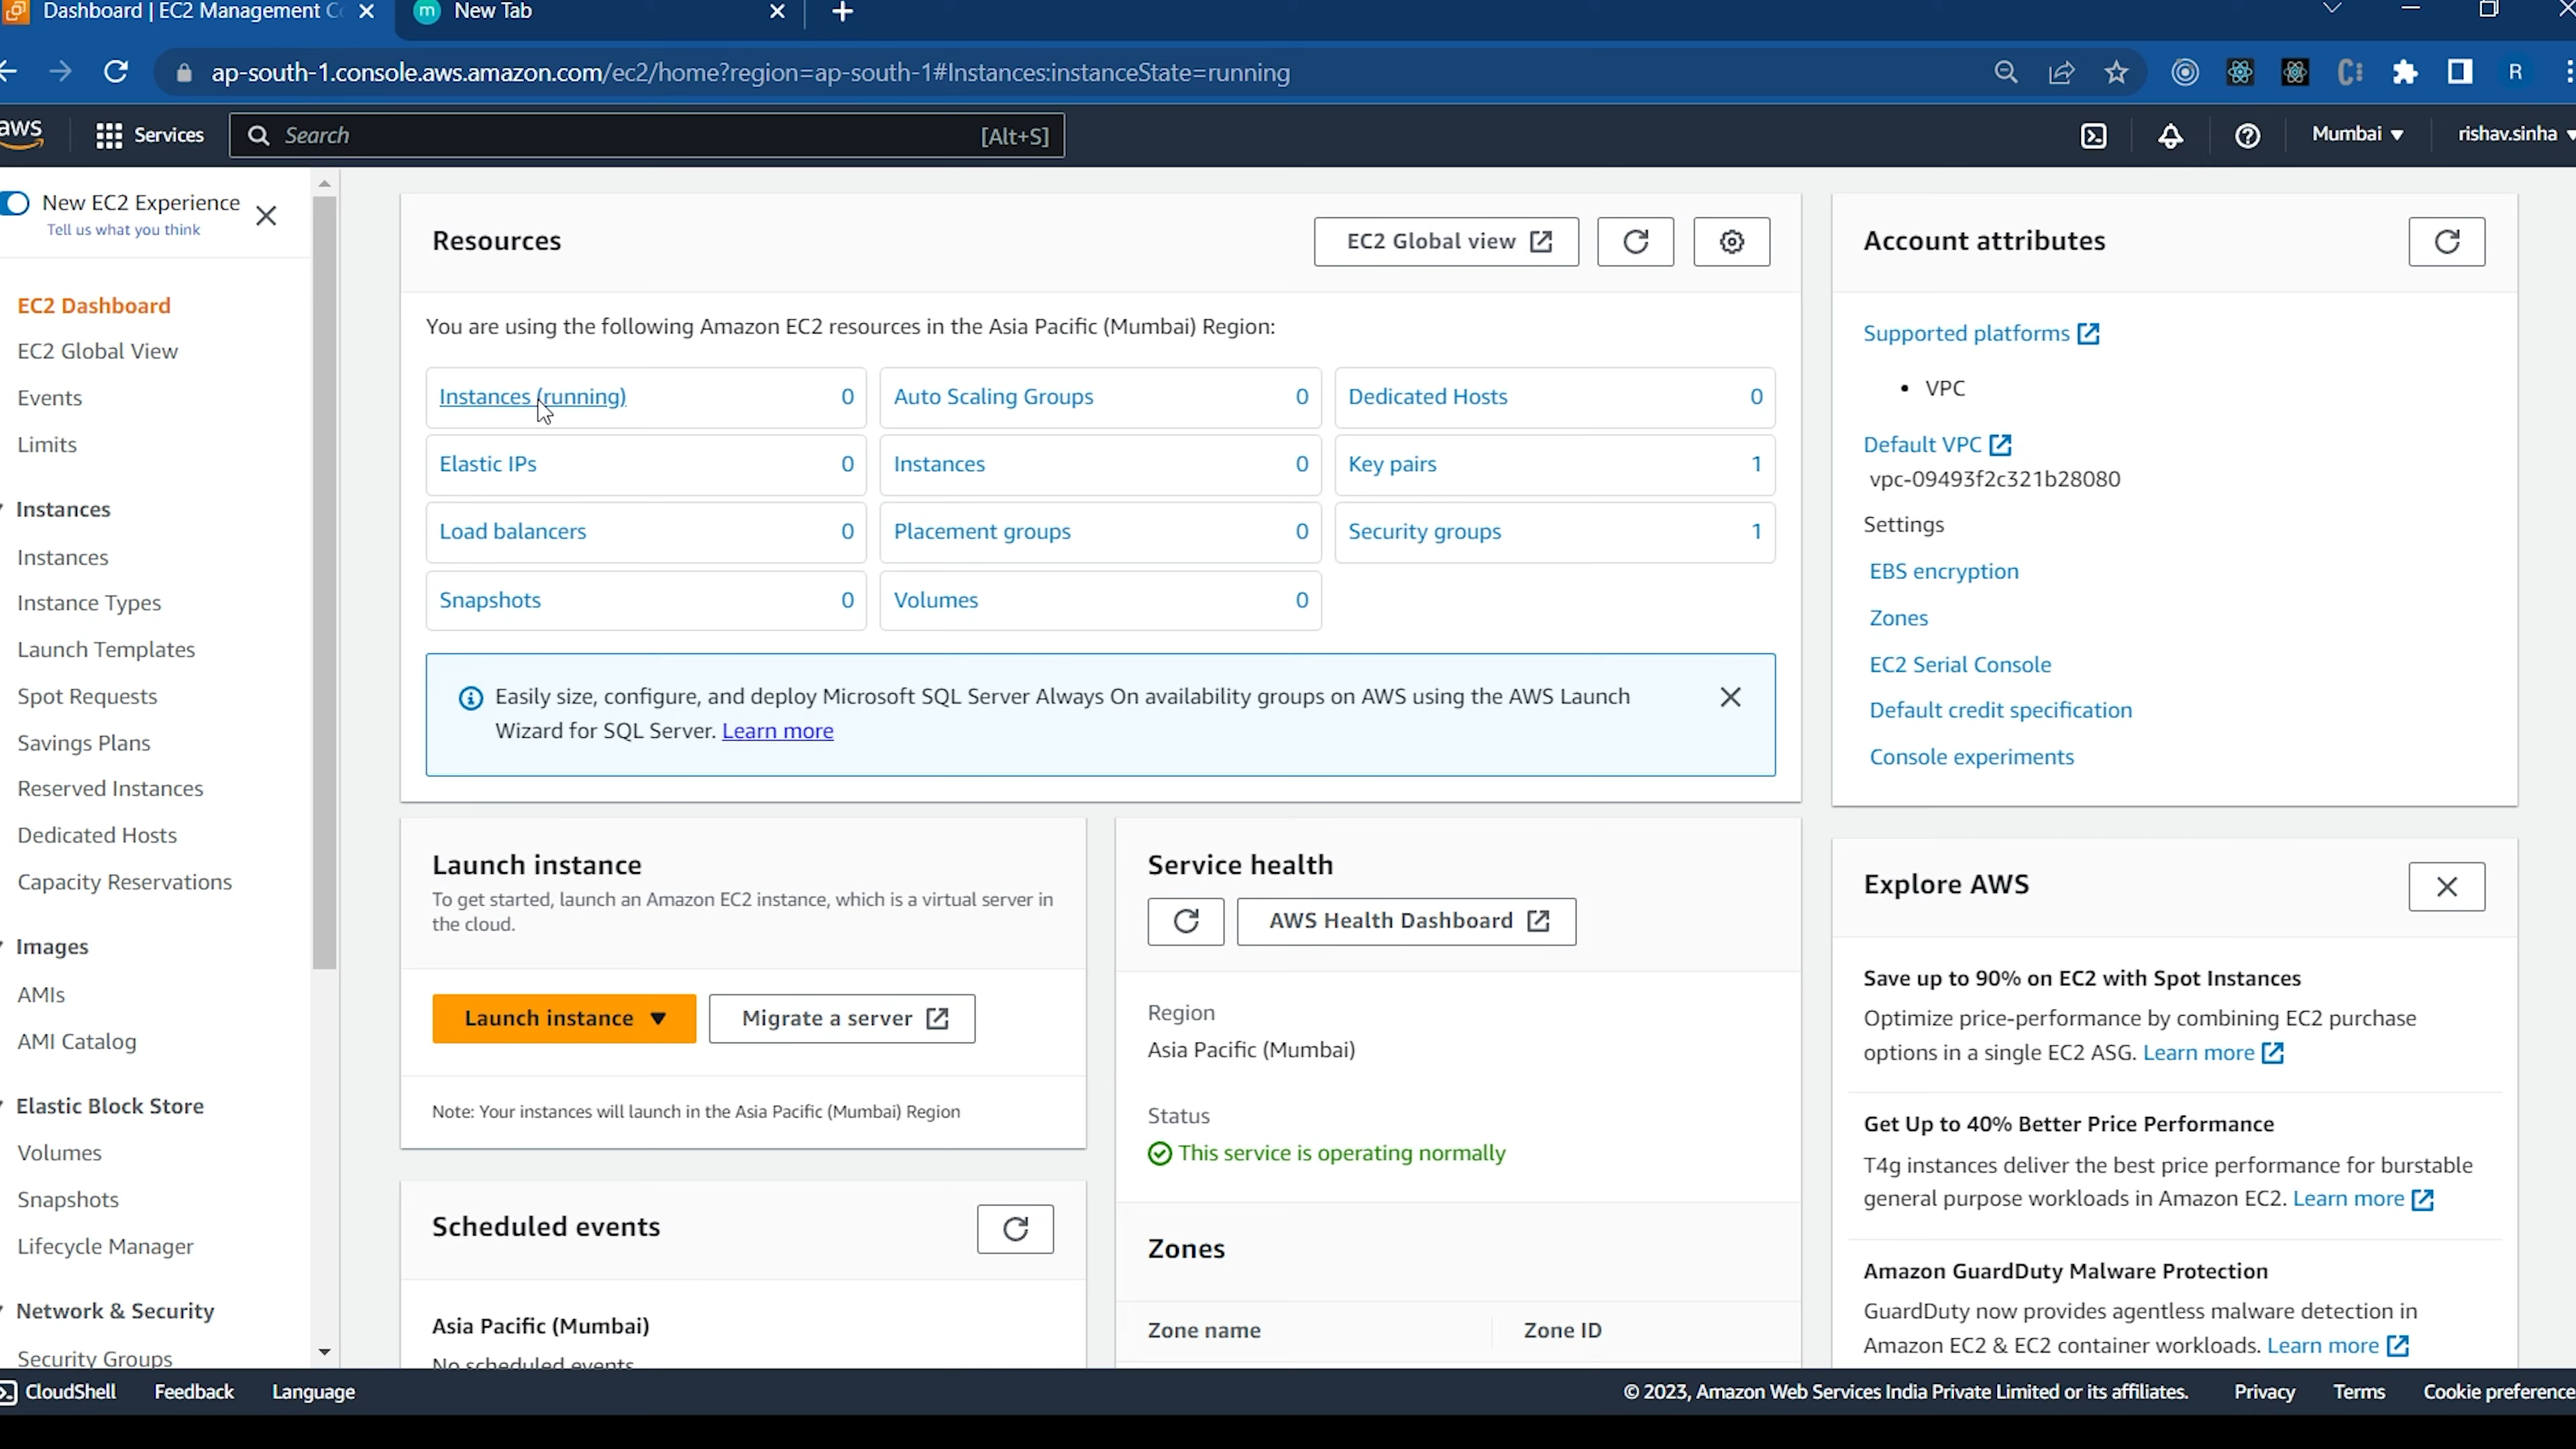 Dashboard | EC2 Management Co
New Tab
ap-south-1.console.aws.amazon.com/ec2/home?region=ap-south-1#Instances:instanceState=running
R
aws
Services
Search
[Alt+S]
Mumbai
rishav.sinha
New EC2 Experience
Tell us what you think
EC2 Dashboard
EC2 Global View
Events
Limits
Instances
Instances
Instance Types
Launch Templates
Spot Requests
Savings Plans
Reserved Instances
Dedicated Hosts
Capacity Reservations
Images
AMIs
AMI Catalog
Elastic Block Store
Volumes
Snapshots
Lifecycle Manager
Network & Security
Security Groups
Resources
EC2 Global view
You are using the following Amazon EC2 resources in the Asia Pacific (Mumbai) Region:
Instances (running) 0
Auto Scaling Groups 0
Dedicated Hosts 0
Elastic IPs 0
Instances 0
Key pairs 1
Load balancers 0
Placement groups 0
Security groups 1
Snapshots 0
Volumes 0
Easily size, configure, and deploy Microsoft SQL Server Always On availability groups on AWS using the AWS Launch
Wizard for SQL Server. Learn more
Launch instance
To get started, launch an Amazon EC2 instance, which is a virtual server in
the cloud.
Launch instance
Migrate a server
Note: Your instances will launch in the Asia Pacific (Mumbai) Region
Scheduled events
Asia Pacific (Mumbai)
No scheduled events
Service health
AWS Health Dashboard
Region
Asia Pacific (Mumbai)
Status
This service is operating normally
Zones
Zone name
Zone ID
Account attributes
Supported platforms
• VPC
Default VPC
vpc-09493f2c321b28080
Settings
EBS encryption
Zones
EC2 Serial Console
Default credit specification
Console experiments
Explore AWS
Save up to 90% on EC2 with Spot Instances
Optimize price-performance by combining EC2 purchase
options in a single EC2 ASG. Learn more
Get Up to 40% Better Price Performance
T4g instances deliver the best price performance for burstable
general purpose workloads in Amazon EC2. Learn more
Amazon GuardDuty Malware Protection
GuardDuty now provides agentless malware detection in
Amazon EC2 & EC2 container workloads. Learn more
CloudShell
Feedback
Language
© 2023, Amazon Web Services India Private Limited or its affiliates.
Privacy
Terms
Cookie preference